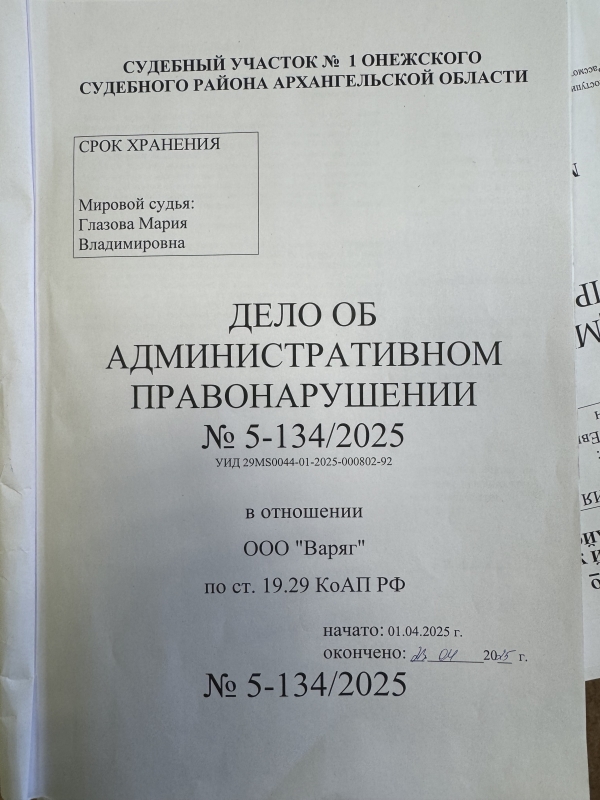 СУДЕБНЫЙ УЧАСТОК № 1 ОНЕЖСКОГО
СУДЕБНОГО РАЙОНА АРХАНГЕЛЬСКОЙ ОБЛАСТИ
СРОК ХРАНЕНИЯ
Мировой судья:
Глазова Мария
Владимировна
ДЕЛО ОБ
АДМИНИСТРАТИВНОМ
ПРАВОНАРУШЕНИИ
№ 5-134/2025
УИД 29MS0044-01-2025-000802-92
в отношении
ООО "Варяг"
по ст. 19.29 КоАП РФ
начато: 01.04.2025 г.
окончено: 04 2025 г.
№ 5-134/2025